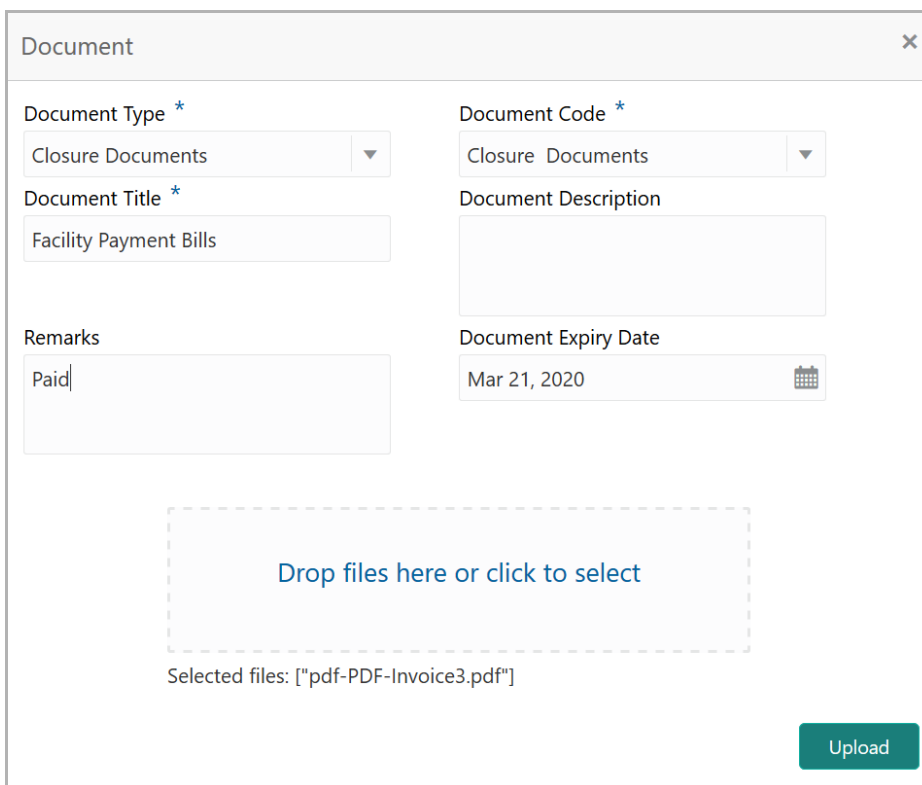 Document ×
Document Type * Document Code *
Closure Documents Closure  Documents
Document Title * Document Description
Facility Payment Bills
Remarks Document Expiry Date
Paid Mar 21, 2020
Drop files here or click to select
Selected files: ["pdf-PDF-Invoice3.pdf"]
Upload